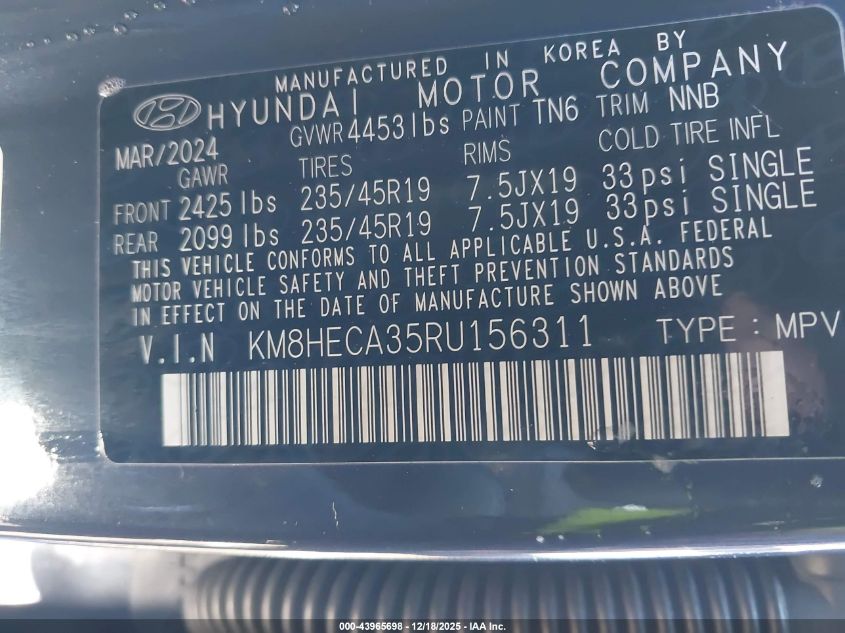 MANUFACTURED IN KOREA BY
HYUNDAI MOTOR COMPANY
MAR/2024 GVWR 4453 lbs PAINT TN6 TRIM NNB
GAWR TIRES RIMS COLD TIRE INFL
FRONT 2425 lbs 235/45R19 7.5JX19 33psi SINGLE
REAR 2099 lbs 235/45R19 7.5JX19 33psi SINGLE
THIS VEHICLE CONFORMS TO ALL APPLICABLE U.S.A. FEDERAL
MOTOR VEHICLE SAFETY AND THEFT PREVENTION STANDARDS
IN EFFECT ON THE DATE OF MANUFACTURE SHOWN ABOVE
V.I.N KM8HECA35RU156311 TYPE : MPV
000-43965698 - 12/18/2025 - IAA Inc.